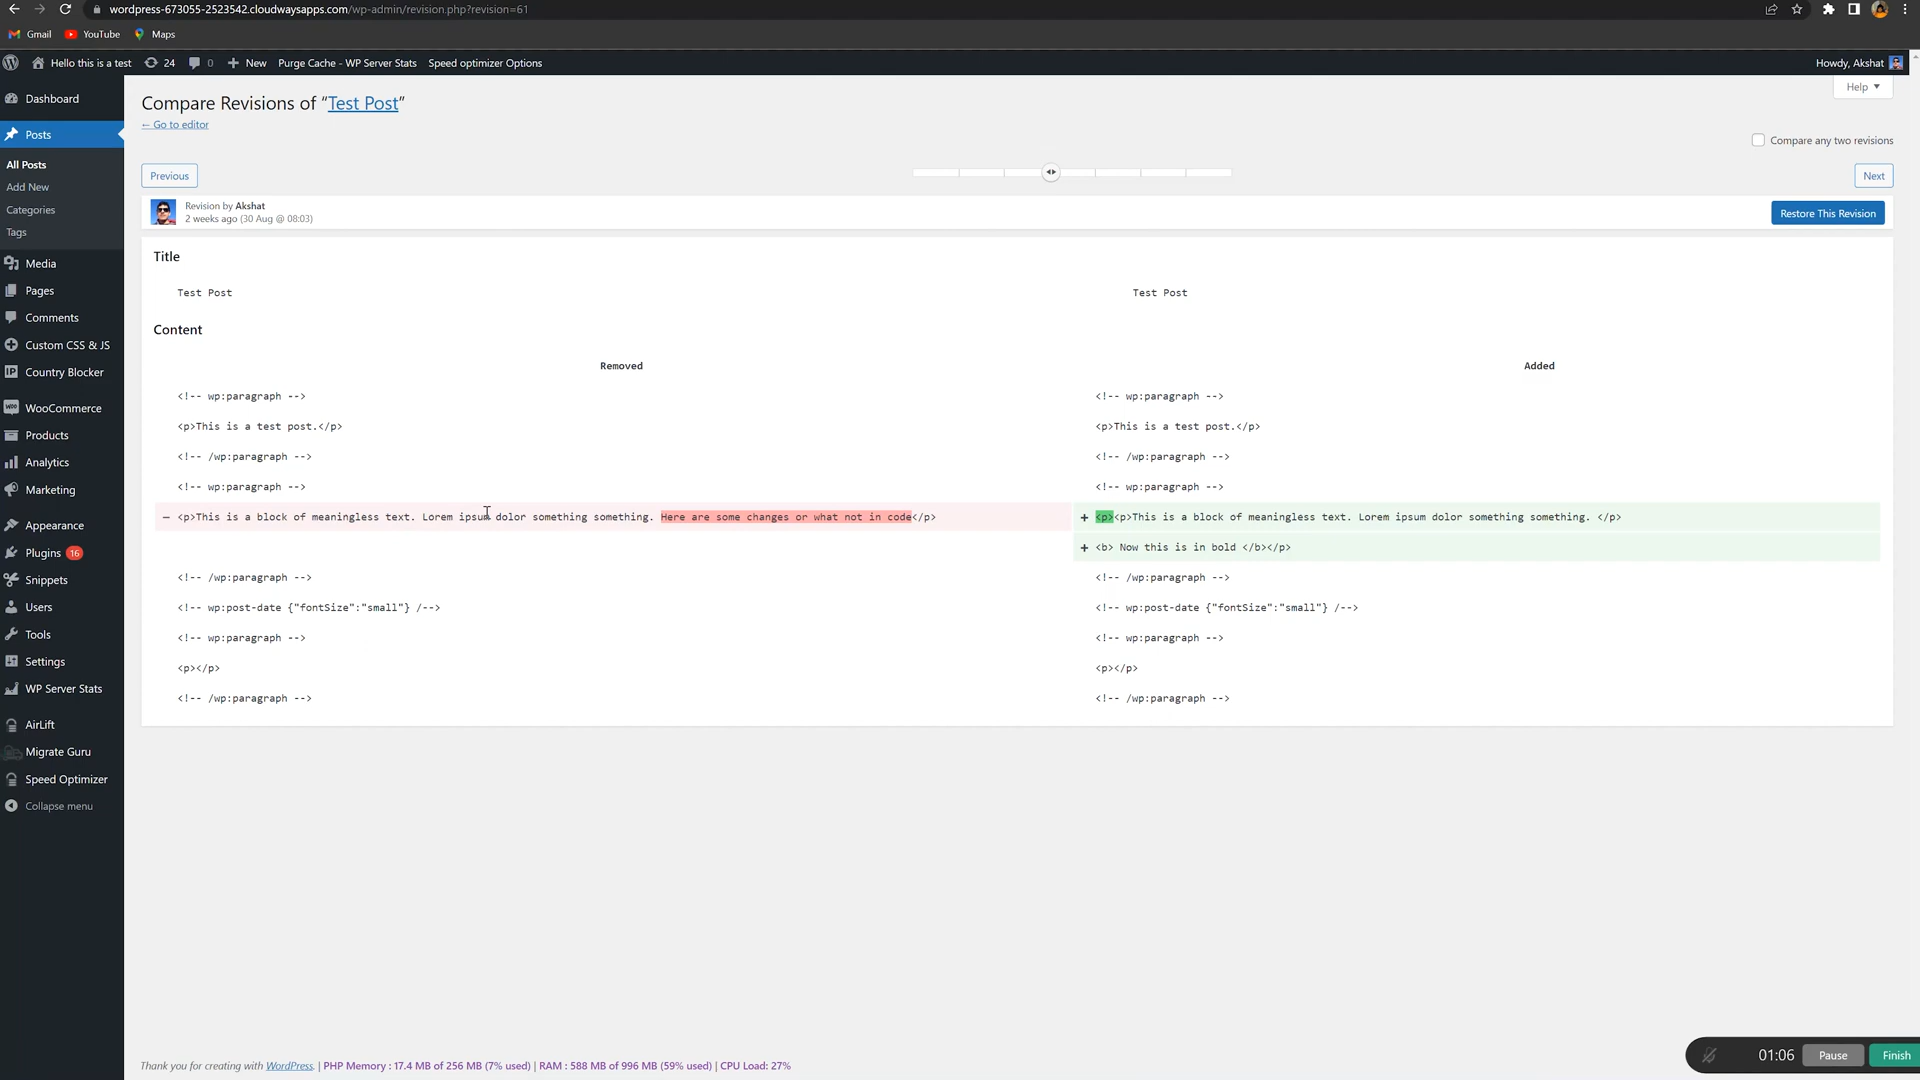 wordpress-673055-2523542.cloudwaysapps.com/wp-admin/revision.php?revision=61
Gmail YouTube Maps
Hello this is a test 24 0 New Purge Cache - WP Server Stats Speed optimizer Options Howdy, Akshat
Help
Dashboard
Posts
All Posts
Add New
Categories
Tags
Media
Pages
Comments
Custom CSS & JS
Country Blocker
WooCommerce
Products
Analytics
Marketing
Appearance
Plugins 16
Snippets
Users
Tools
Settings
WP Server Stats
AirLift
Migrate Guru
Speed Optimizer
Collapse menu
Compare Revisions of “Test Post”
← Go to editor
Compare any two revisions
Previous Next
Revision by Akshat
2 weeks ago (30 Aug @ 08:03)
Restore This Revision
Title
Test Post Test Post
Content
Removed Added
<!-- wp:paragraph --> <!-- wp:paragraph -->
<p>This is a test post.</p> <p>This is a test post.</p>
<!-- /wp:paragraph --> <!-- /wp:paragraph -->
<!-- wp:paragraph --> <!-- wp:paragraph -->
− <p>This is a block of meaningless text. Lorem ipsum dolor something something. Here are some changes or what not in code</p> + <p><p>This is a block of meaningless text. Lorem ipsum dolor something something. </p>
+ <b> Now this is in bold </b></p>
<!-- /wp:paragraph --> <!-- /wp:paragraph -->
<!-- wp:post-date {"fontSize":"small"} /--> <!-- wp:post-date {"fontSize":"small"} /-->
<!-- wp:paragraph --> <!-- wp:paragraph -->
<p></p> <p></p>
<!-- /wp:paragraph --> <!-- /wp:paragraph -->
Thank you for creating with WordPress. | PHP Memory : 17.4 MB of 256 MB (7% used) | RAM : 588 MB of 996 MB (59% used) | CPU Load: 27%
01:06 Pause Finish